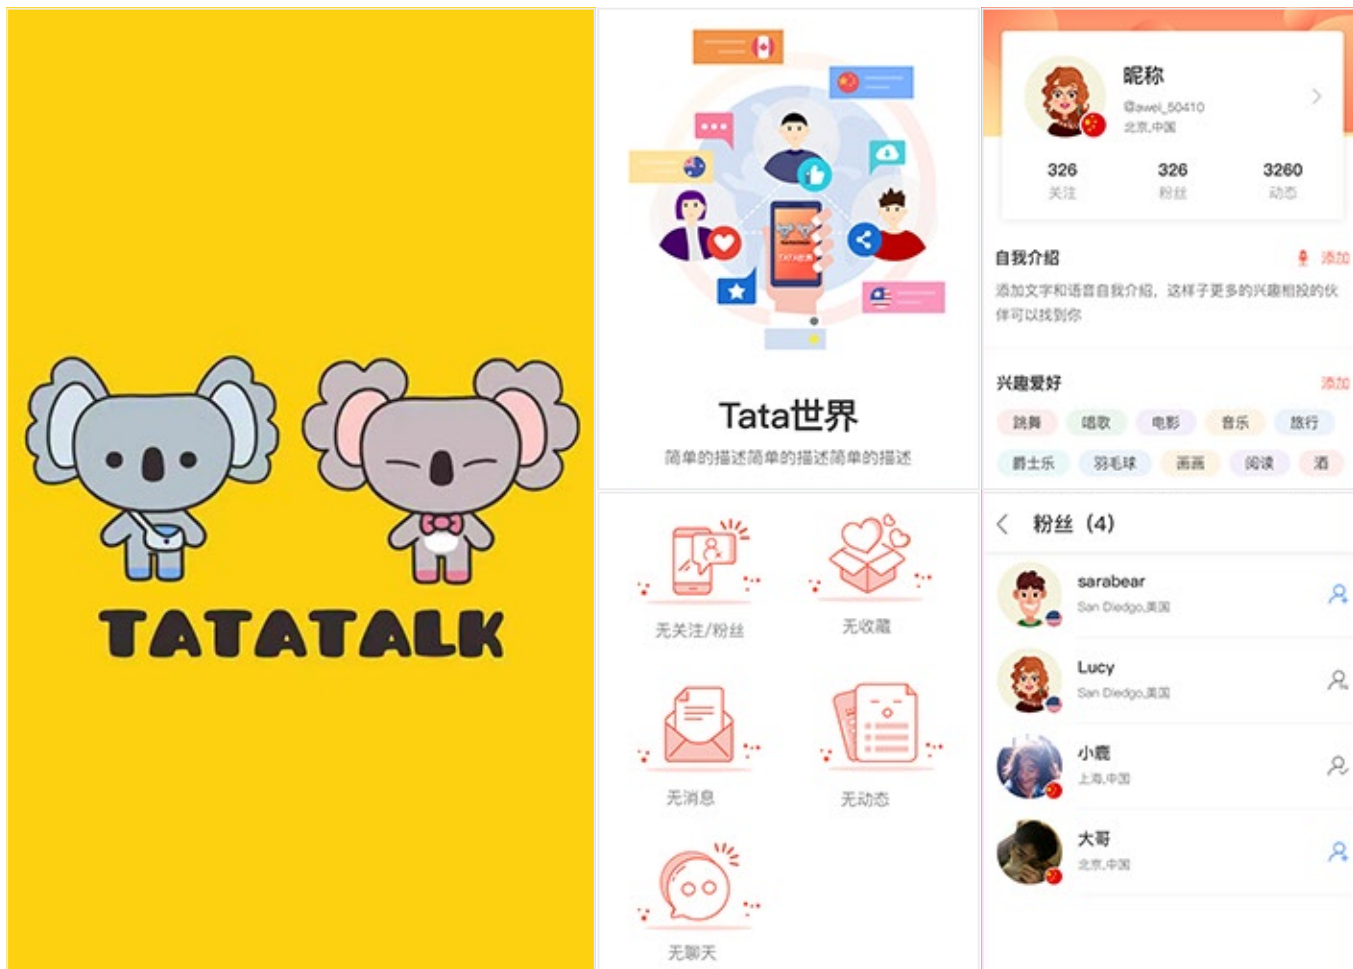 TATATALK
TATA世界
Tata世界
简单的描述简单的描述简单的描述
无关注/粉丝
无收藏
无消息
无动态
无聊天
昵称
@awei_50410
北京,中国
326
326
3260
关注
粉丝
动态
自我介绍
添加
添加文字和语音自我介绍，这样子更多的兴趣相投的伙
伴可以找到你
兴趣爱好
添加
跳舞
唱歌
电影
音乐
旅行
爵士乐
羽毛球
画画
阅读
酒
粉丝（4）
sarabear
San Diedgo,美国
Lucy
San Diedgo,美国
小鹿
上海,中国
大哥
北京,中国